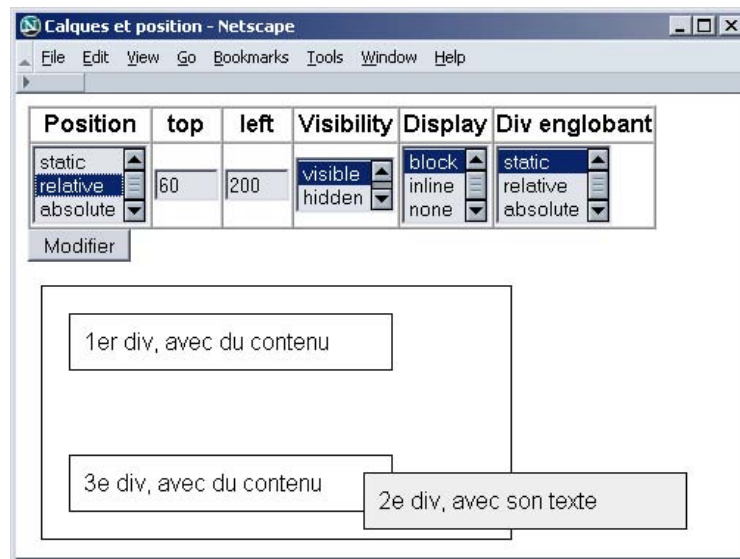 Calques et position - Netscape
File Edit View Go Bookmarks Tools Window Help
Position top left Visibility Display Div englobant
static block static
relative 60 200 visible inline relative
absolute hidden none absolute
Modifier
1er div, avec du contenu
3e div, avec du contenu
2e div, avec son texte